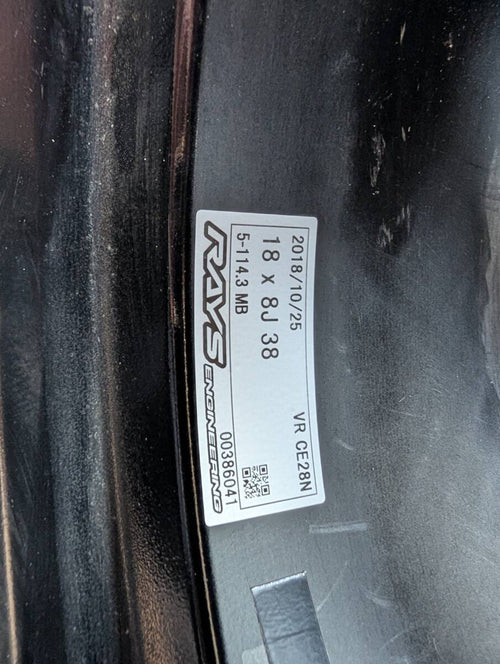 2018/10/25 VR CE28N
18 x 8J 38
5-114.3 MB
00386041
RAYS ENGINEERING